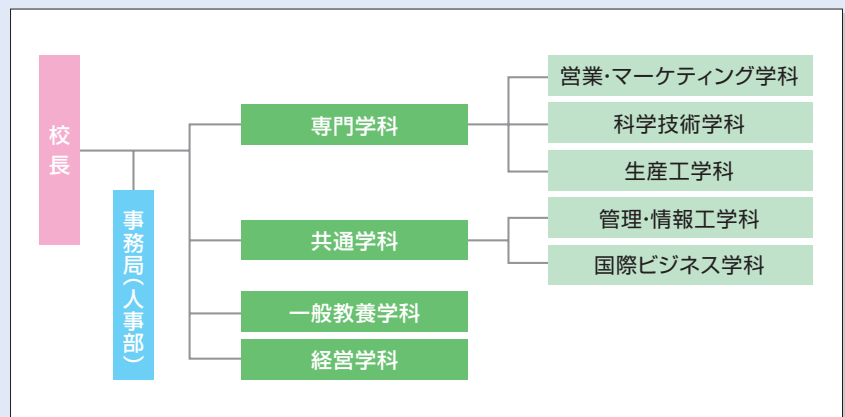 校長
事務局(人事部)
専門学科
営業・マーケティング学科
科学技術学科
生産工学科
共通学科
管理・情報工学科
国際ビジネス学科
一般教養学科
経営学科